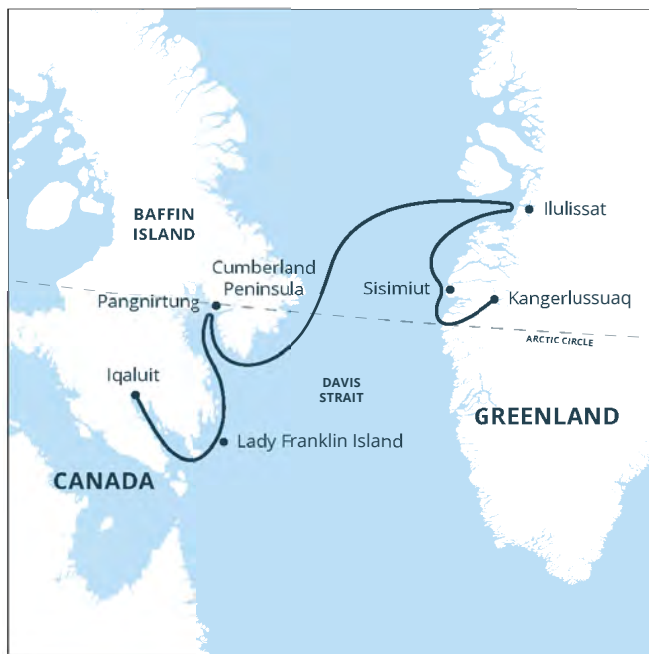 Ilulissat
BAFFIN
ISLAND
Cumberland
Peninsula
Sisimiut
Kangerlussuaq
Pangnirtung
ARCTIC CIRCLE
Iqaluit
DAVIS
STRAIT
GREENLAND
Lady Franklin Island
CANADA